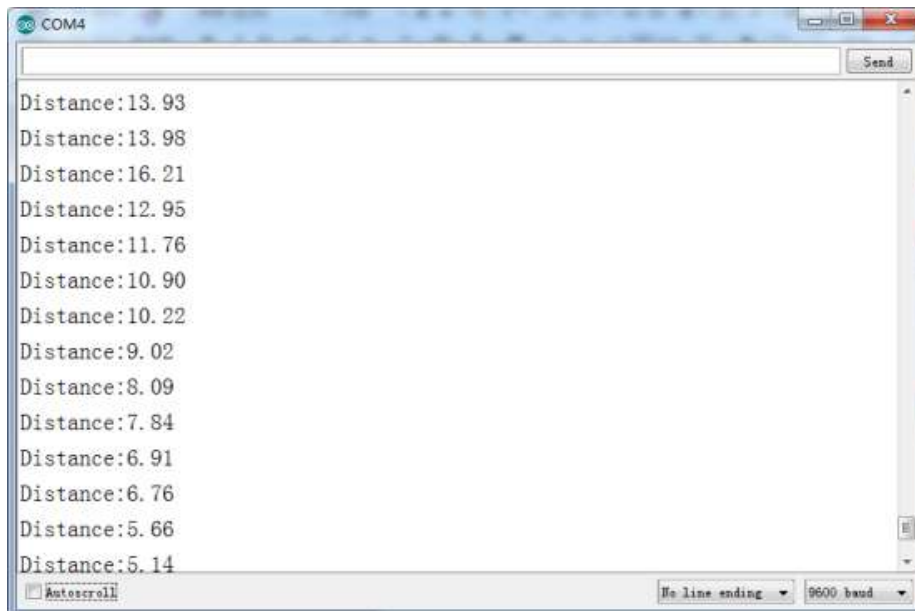 COM4
Send
Distance:13.93
Distance:13.98
Distance:16.21
Distance:12.95
Distance:11.76
Distance:10.90
Distance:10.22
Distance:9.02
Distance:8.09
Distance:7.84
Distance:6.91
Distance:6.76
Distance:5.66
Distance:5.14
Autoscroll
No line ending
9600 baud